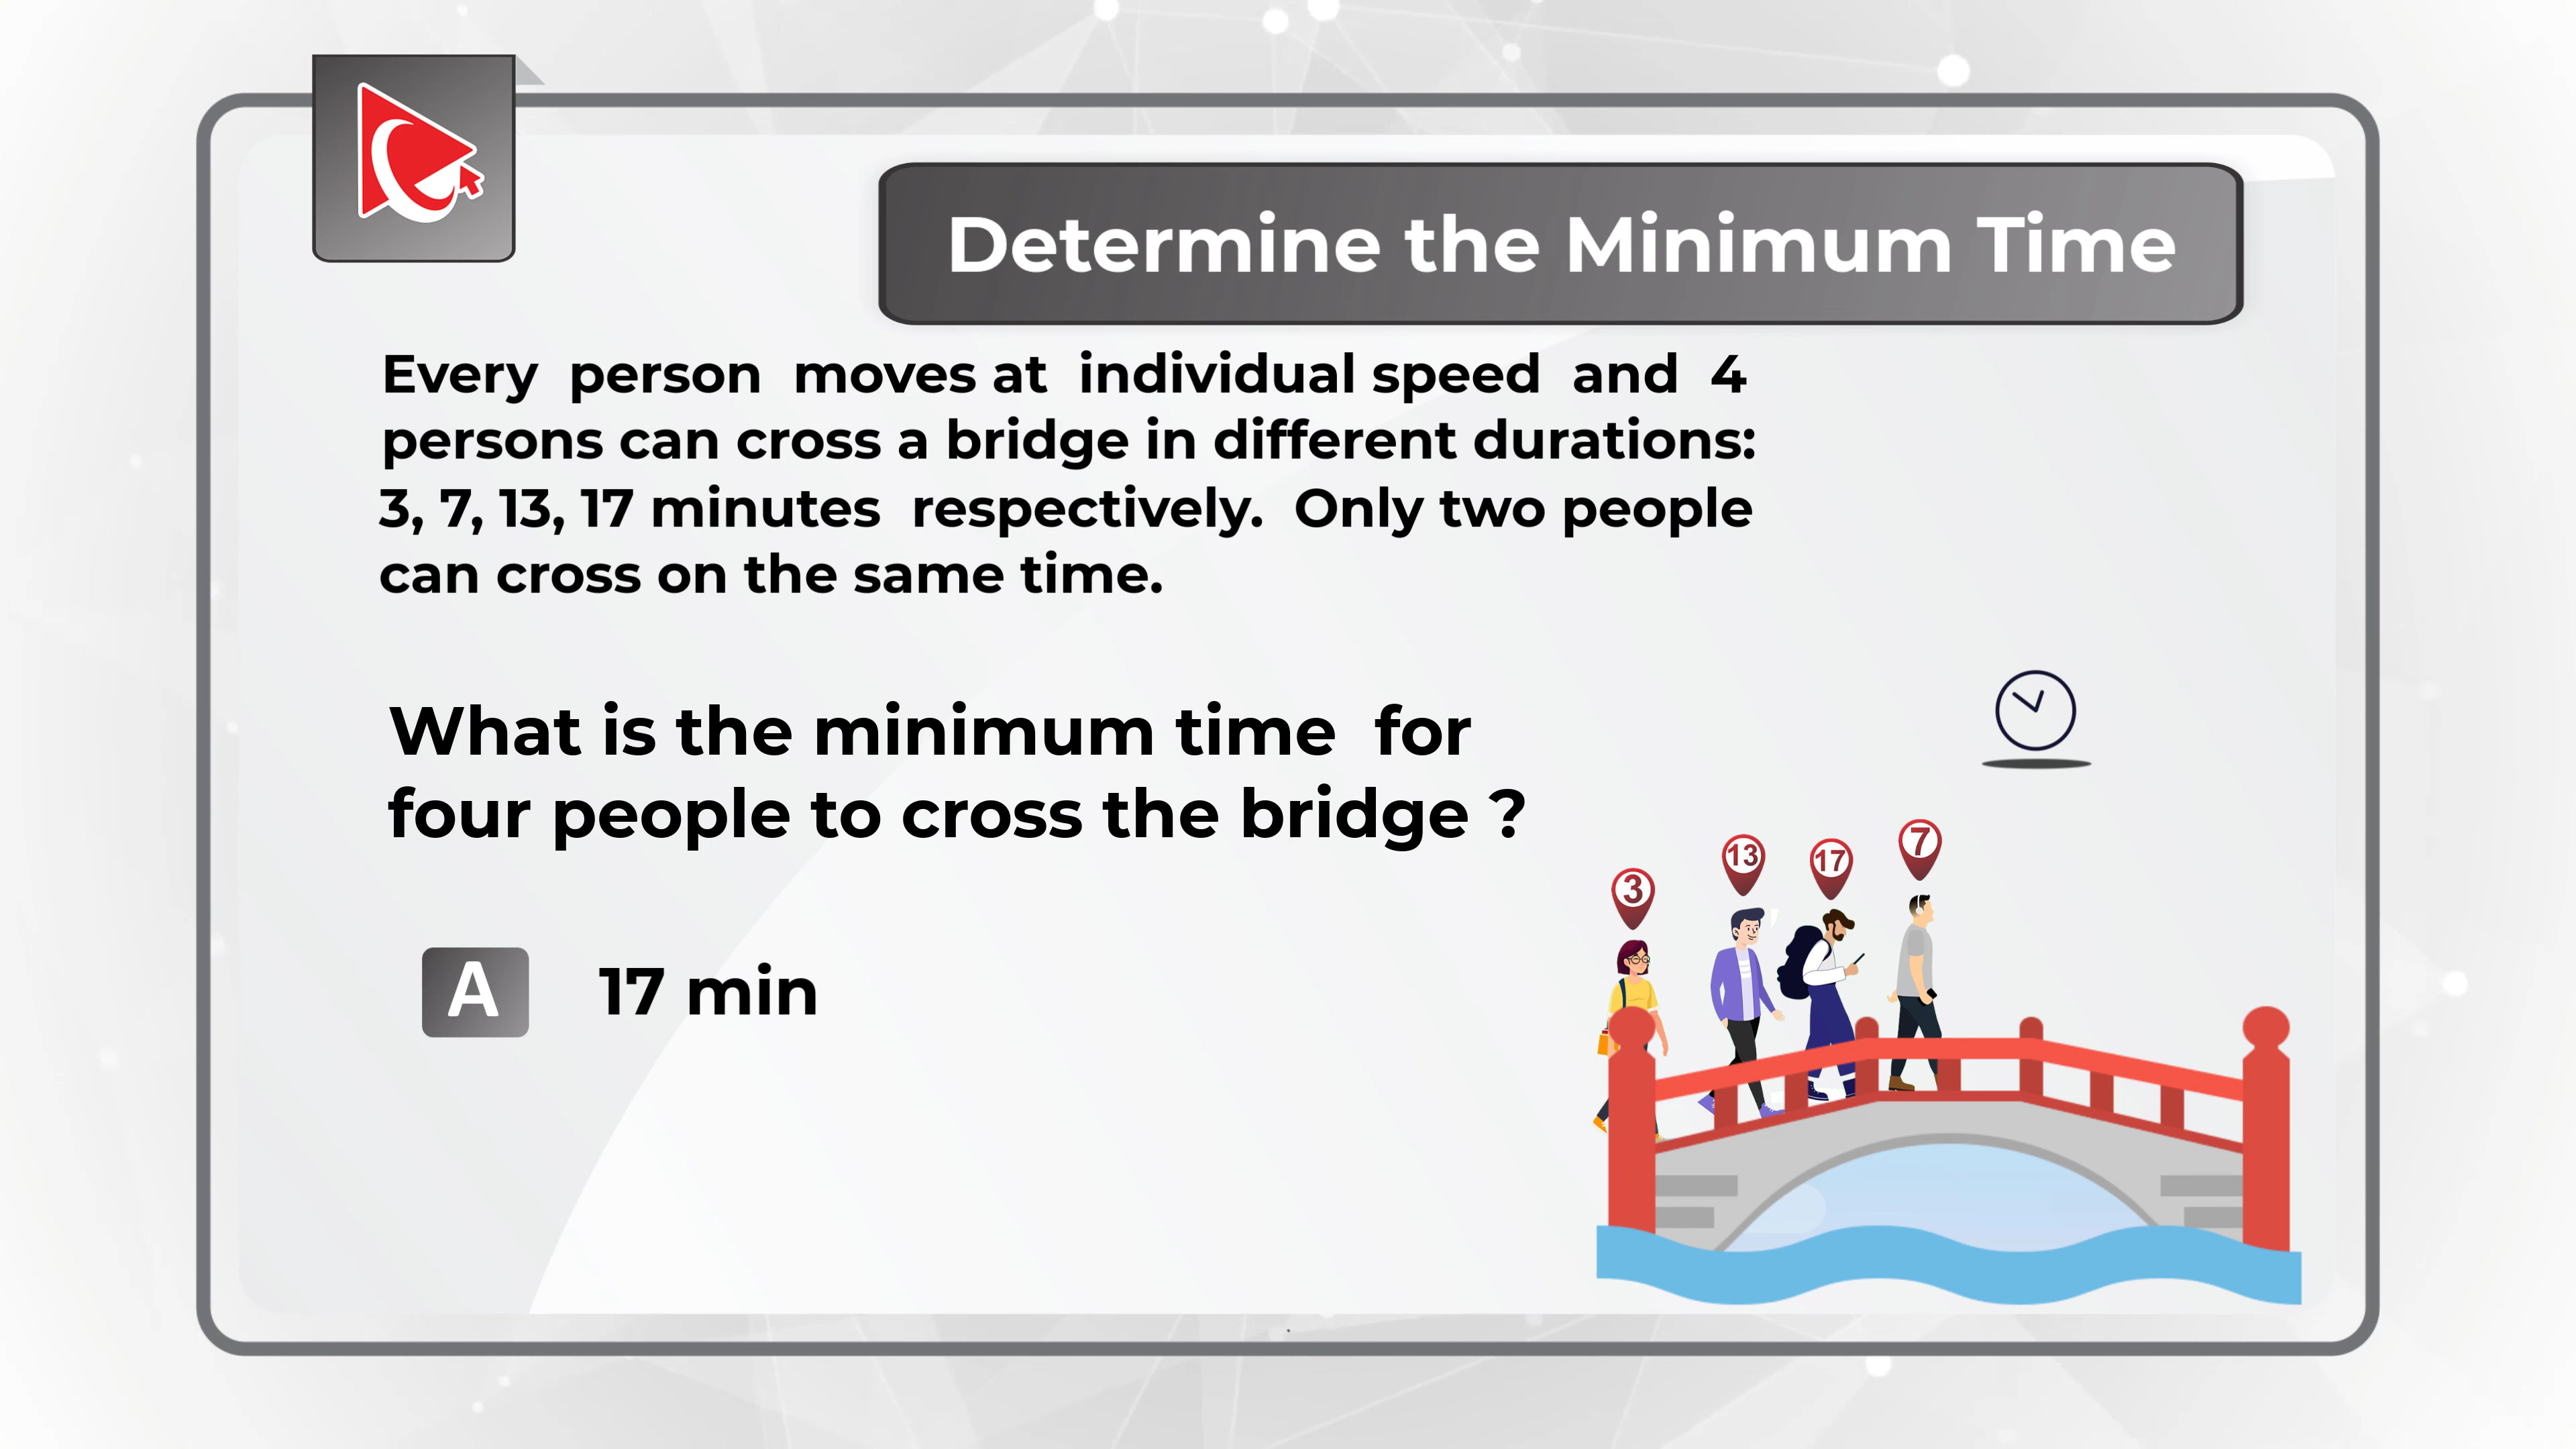 Determine the Minimum Time
Every person moves at individual speed and 4
persons can cross a bridge in different durations:
3, 7, 13, 17 minutes respectively. Only two people
can cross on the same time.
What is the minimum time for
four people to cross the bridge ?
3
13
17
7
A 17 min